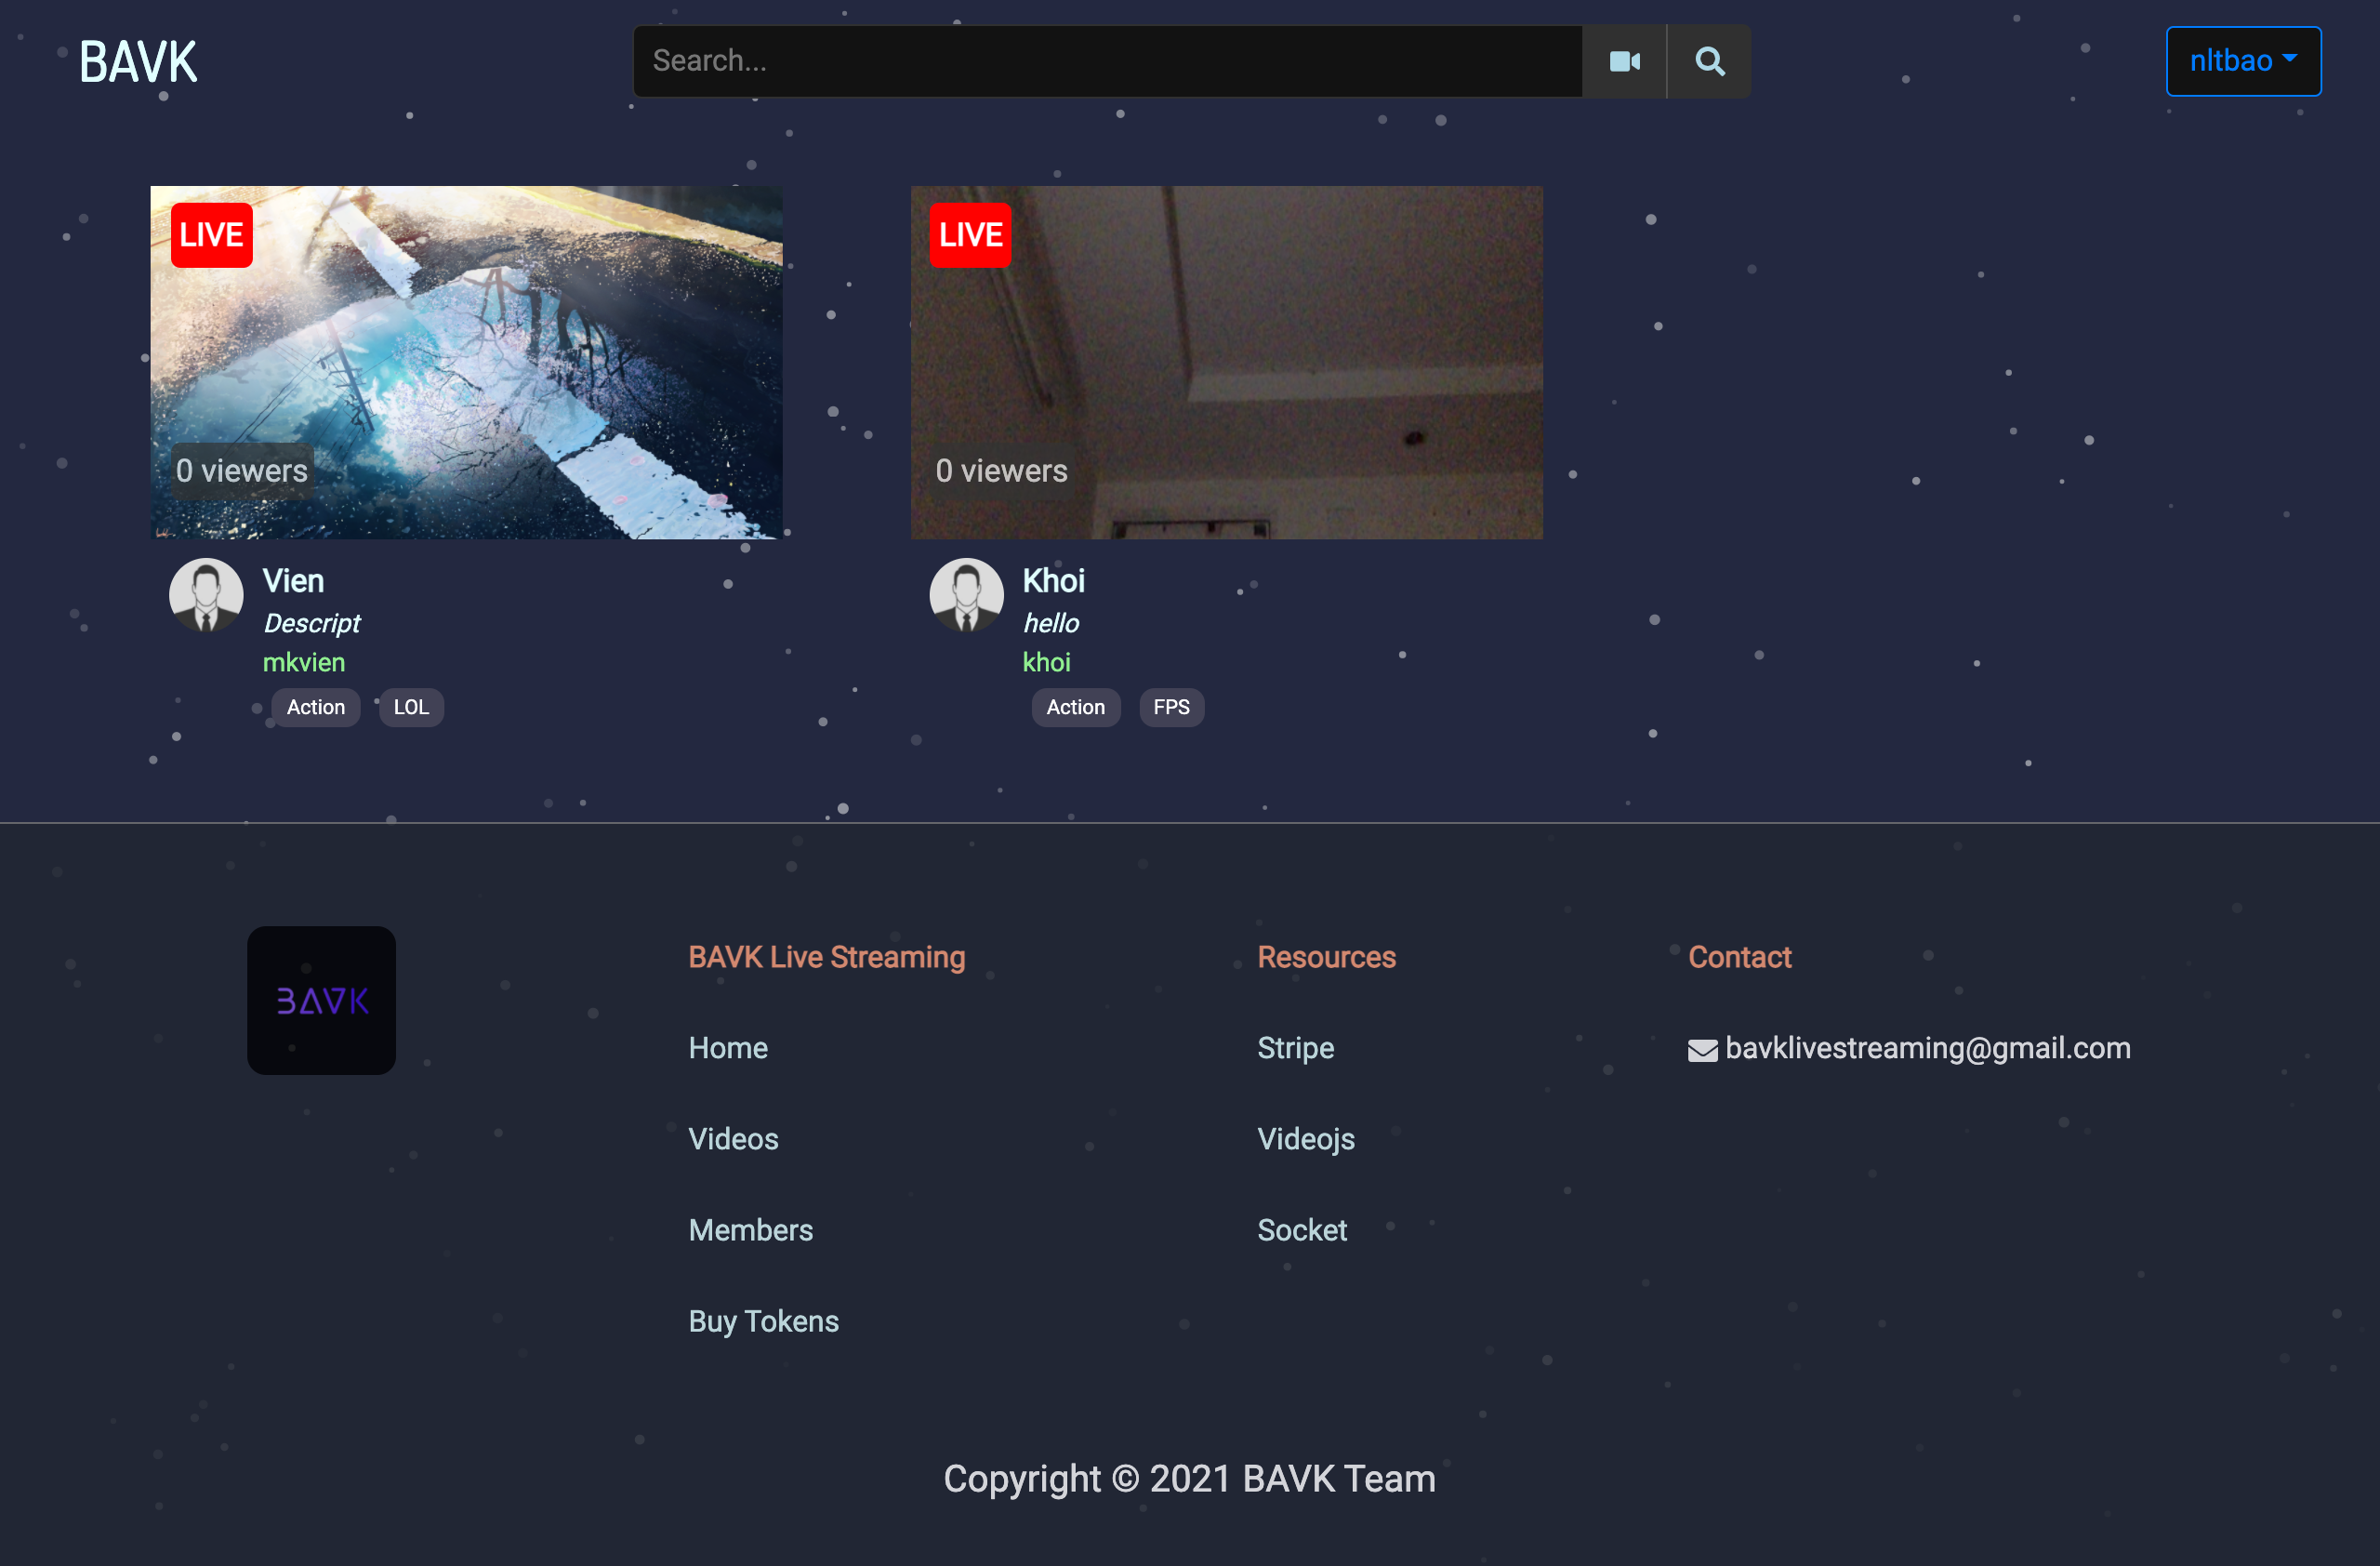 BAVK
Search...
nltbao
LIVE
LIVE
0 viewers
0 viewers
Vien
Descript
mkvien
Action LOL
Khoi
hello
khoi
Action FPS
BAVK
BAVK Live Streaming
Home
Videos
Members
Buy Tokens
Resources
Stripe
Videojs
Socket
Contact
bavklivestreaming@gmail.com
Copyright © 2021 BAVK Team